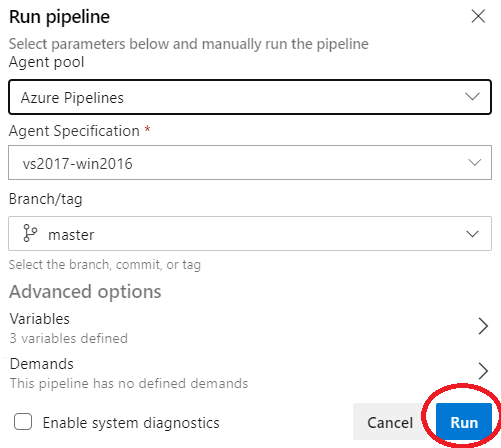 Run pipeline
Select parameters below and manually run the pipeline
Agent pool
Azure Pipelines
Agent Specification *
vs2017-win2016
Branch/tag
master
Select the branch, commit, or tag
Advanced options
Variables
3 variables defined
Demands
This pipeline has no defined demands
Enable system diagnostics
Cancel
Run